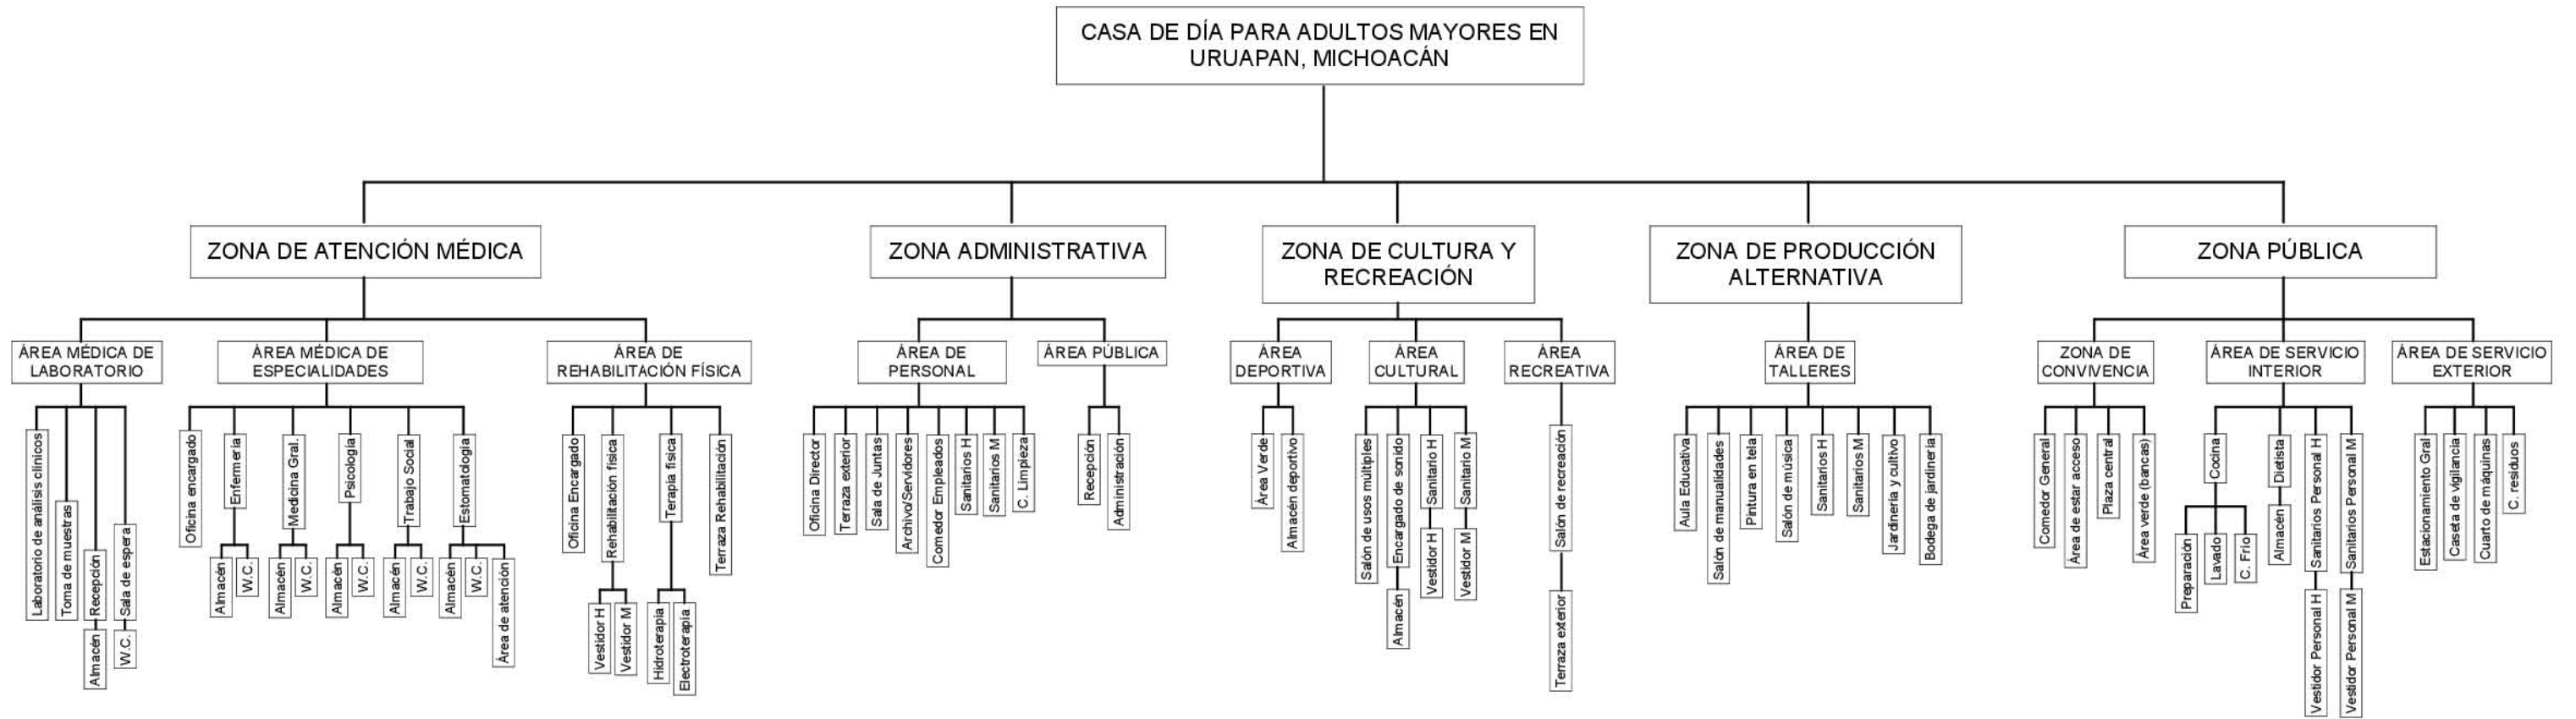 CASA DE DÍA PARA ADULTOS MAYORES EN
URUAPAN, MICHOACÁN
ZONA DE ATENCIÓN MÉDICA
ZONA ADMINISTRATIVA
ZONA DE CULTURA Y
RECREACIÓN
ZONA DE PRODUCCIÓN
ALTERNATIVA
ZONA PÚBLICA
ÁREA MÉDICA DE
LABORATORIO
ÁREA MÉDICA DE
ESPECIALIDADES
ÁREA DE
REHABILITACIÓN FÍSICA
ÁREA DE
PERSONAL
ÁREA PÚBLICA
ÁREA
DEPORTIVA
ÁREA
CULTURAL
ÁREA
RECREATIVA
ÁREA DE
TALLERES
ZONA DE
CONVIVENCIA
ÁREA DE SERVICIO
INTERIOR
ÁREA DE SERVICIO
EXTERIOR
Laboratorio de análisis clínicos
Toma de muestras
Recepción
Almacén
Sala de espera
W.C.
Oficina encargado
Enfermería
Almacén
W.C.
Medicina Gral.
Almacén
W.C.
Psicología
Almacén
W.C.
Trabajo Social
Almacén
W.C.
Estomatología
Almacén
W.C.
Área de atención
Oficina Encargado
Rehabilitación física
Vestidor H
Vestidor M
Terapia física
Hidroterapia
Electroterapia
Terraza Rehabilitación
Oficina Director
Terraza exterior
Sala de Juntas
Archivo/Servidores
Comedor Empleados
Sanitarios H
Sanitarios M
C. Limpieza
Recepción
Administración
Área Verde
Almacén deportivo
Salón de usos múltiples
Encargado de sonido
Almacén
Sanitario H
Vestidor H
Sanitario M
Vestidor M
Salón de recreación
Terraza exterior
Aula Educativa
Salón de manualidades
Pintura en tela
Salón de música
Sanitarios H
Sanitarios M
Jardinería y cultivo
Bodega de jardinería
Comedor General
Área de estar acceso
Plaza central
Área verde (bancas)
Cocina
Preparación
Lavado
C. Frio
Dietista
Almacén
Sanitarios Personal H
Vestidor Personal H
Sanitarios Personal M
Vestidor Personal M
Estacionamiento Gral
Caseta de vigilancia
Cuarto de máquinas
C. residuos